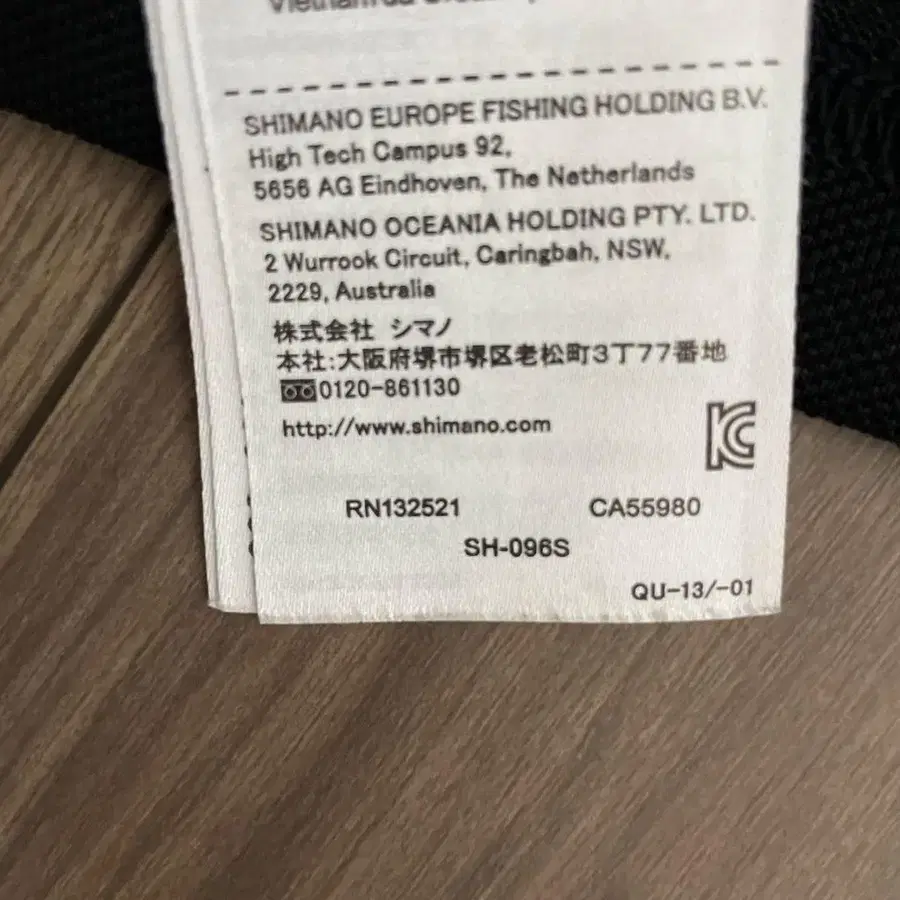 SHIMANO EUROPE FISHING HOLDING B.V.
High Tech Campus 92,
5656 AG Eindhoven, The Netherlands
SHIMANO OCEANIA HOLDING PTY. LTD.
2 Wurrook Circuit, Caringbah, NSW,
2229, Australia
株式会社 シマノ
本社:大阪府堺市堺区老松町3丁77番地
0120-861130
http://www.shimano.com
KC
RN132521 CA55980
SH-096S
QU-13/-01